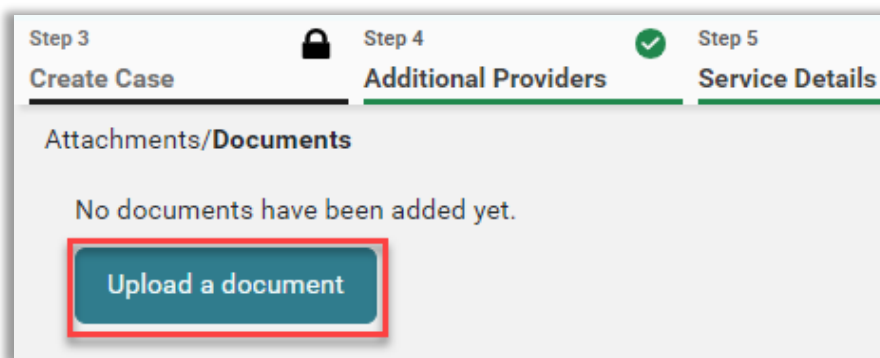 Step 3
Create Case
Step 4
Additional Providers
Step 5
Service Details
Attachments/Documents
No documents have been added yet.
Upload a document